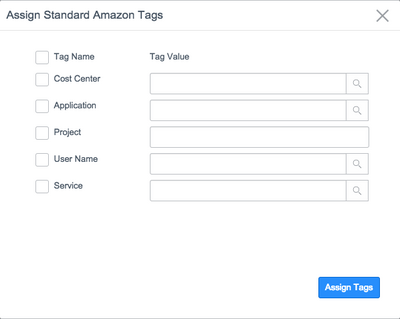 Assign Standard Amazon Tags
Tag Name Tag Value
Cost Center
Application
Project
User Name
Service
Assign Tags